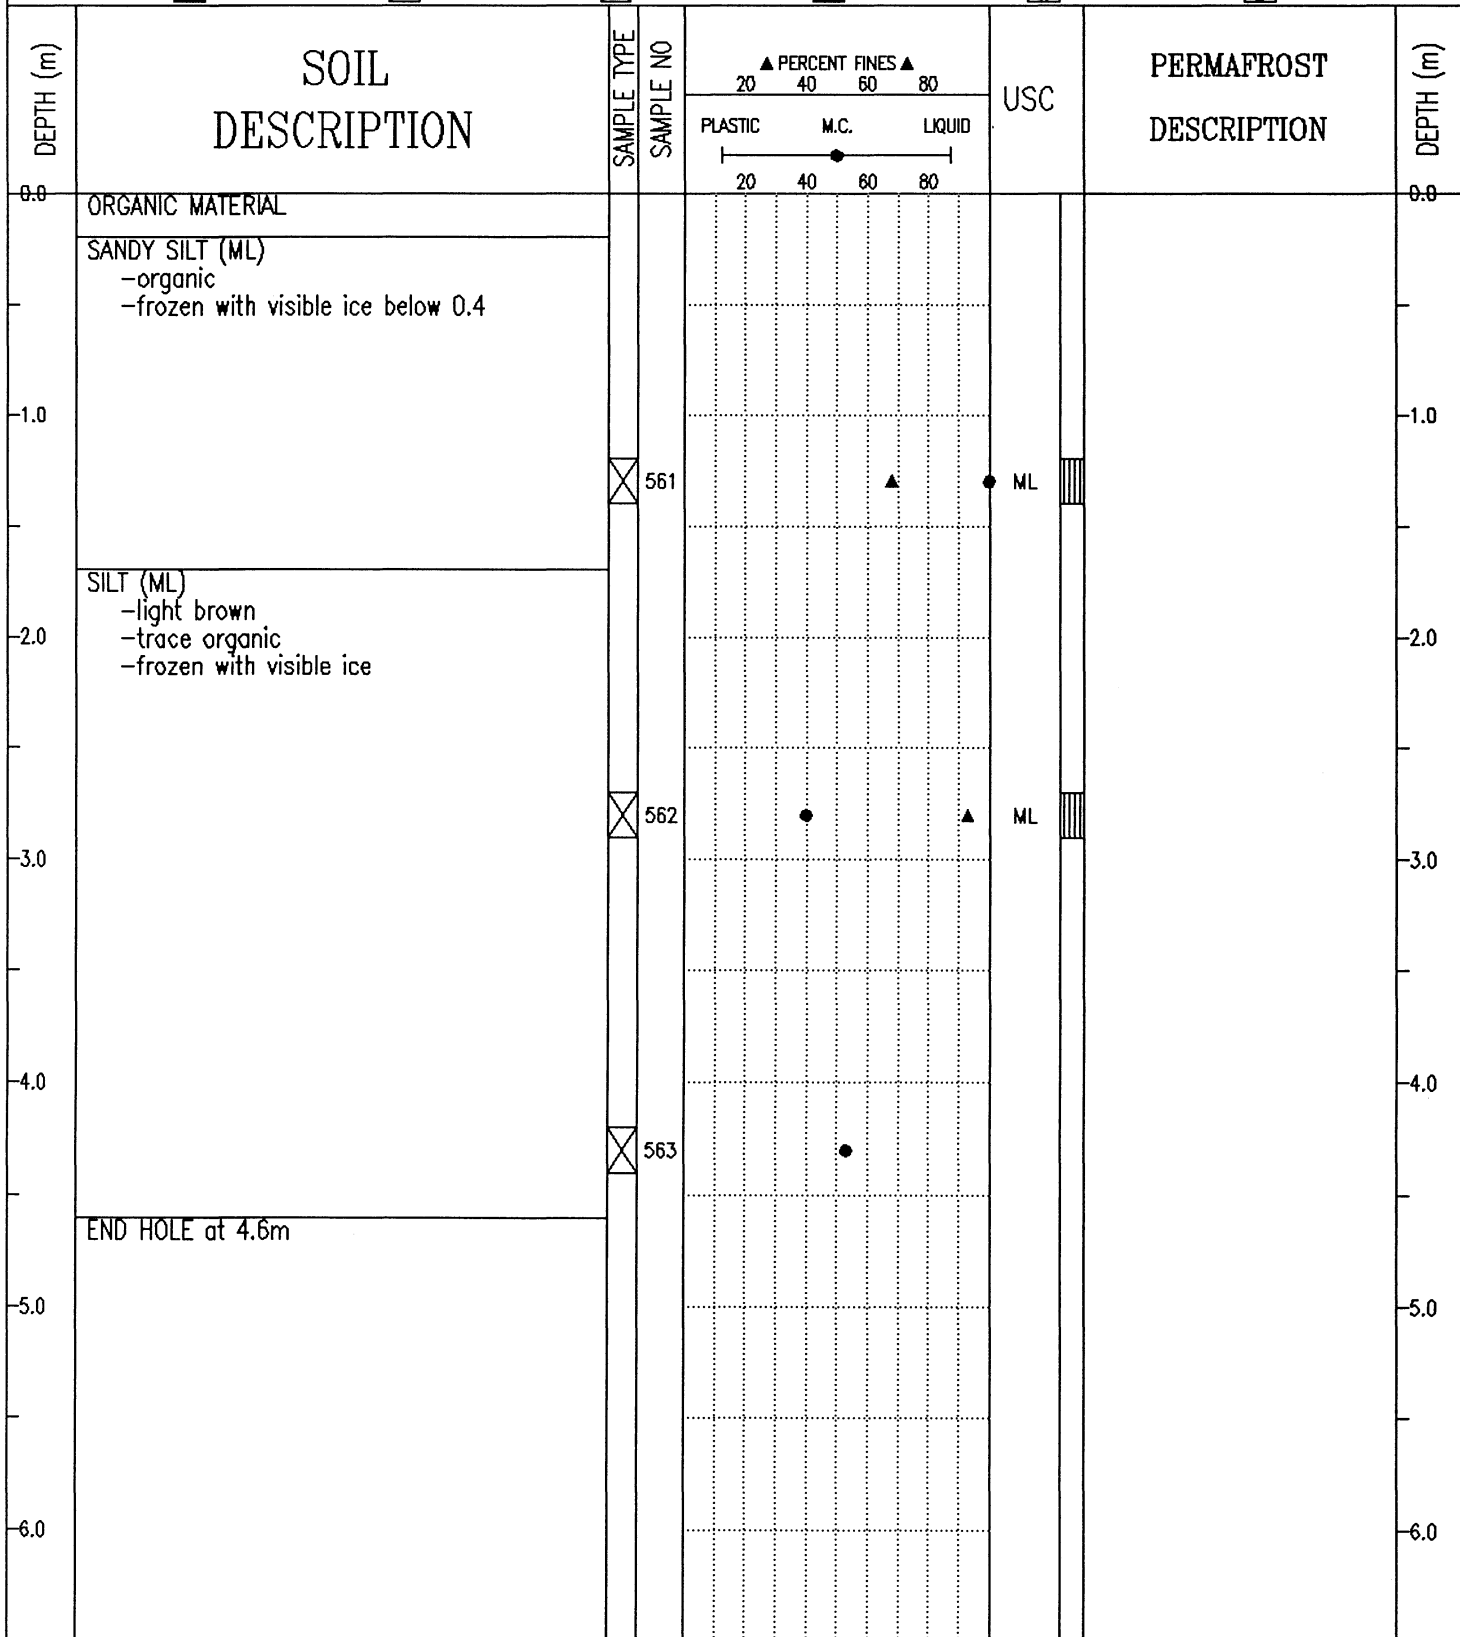 DEPTH (m)
SOIL
DESCRIPTION
SAMPLE TYPE
SAMPLE NO
▲ PERCENT FINES ▲
20 40 60 80
PLASTIC M.C. LIQUID
20 40 60 80
USC
PERMAFROST
DESCRIPTION
DEPTH (m)
0.0 0.0
ORGANIC MATERIAL
SANDY SILT (ML)
-organic
-frozen with visible ice below 0.4
1.0 1.0
561 ML
SILT (ML)
-light brown
-trace organic
-frozen with visible ice
2.0 2.0
562 ML
3.0 3.0
4.0 4.0
563
END HOLE at 4.6m
5.0 5.0
6.0 6.0